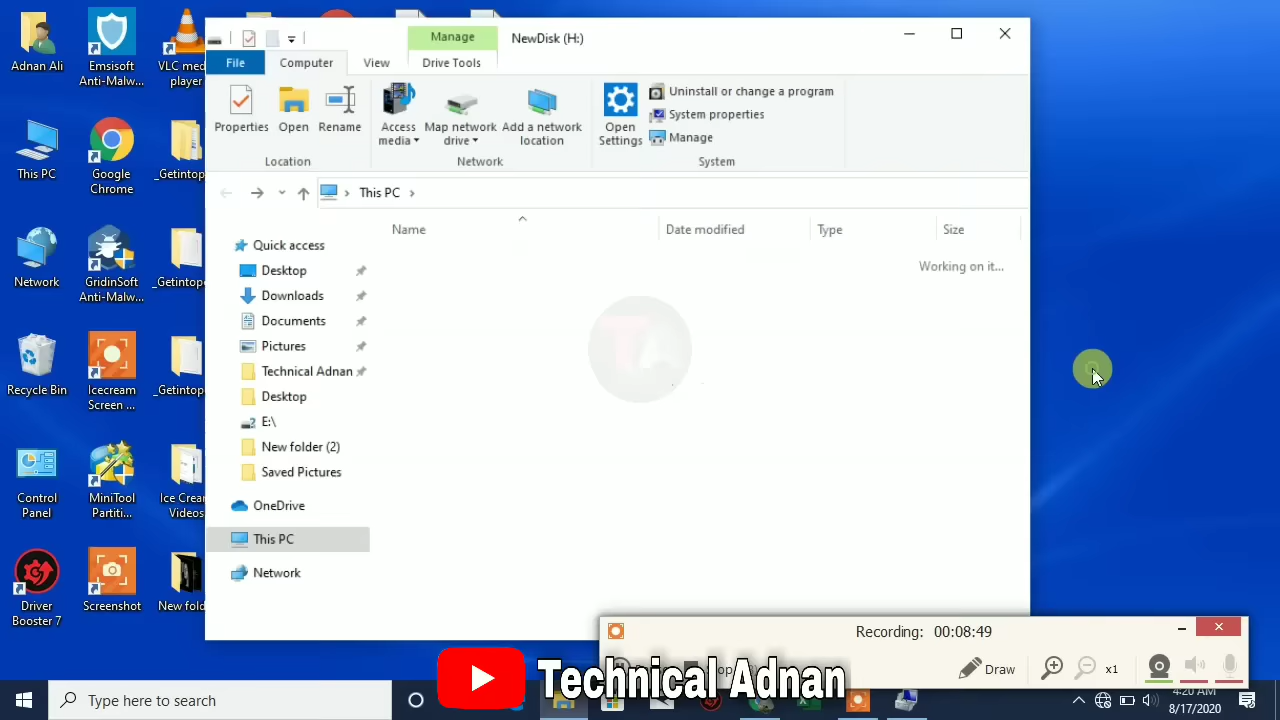 Manage
NewDisk (H:)
File
Computer
View
Drive Tools
Properties
Open
Rename
Access media
Map network drive
Add a network location
Open Settings
Uninstall or change a program
System properties
Manage
Location
Network
System
This PC
Name
Date modified
Type
Size
Working on it...
Quick access
Desktop
Downloads
Documents
Pictures
Technical Adnan
Desktop
E:\
New folder (2)
Saved Pictures
OneDrive
This PC
Network
Adnan Ali
Emsisoft Anti-Malw...
VLC med player
This PC
Google Chrome
_Getintop
Network
GridinSoft Anti-Malw...
_Getintop
Recycle Bin
Icecream Screen ...
_Getintop
Control Panel
MiniTool Partiti...
Ice Crean Videos
Driver Booster 7
Screenshot
New fold
Recording: 00:08:49
Draw
x1
Technical Adnan
Type here to search
4:20 AM
8/17/2020